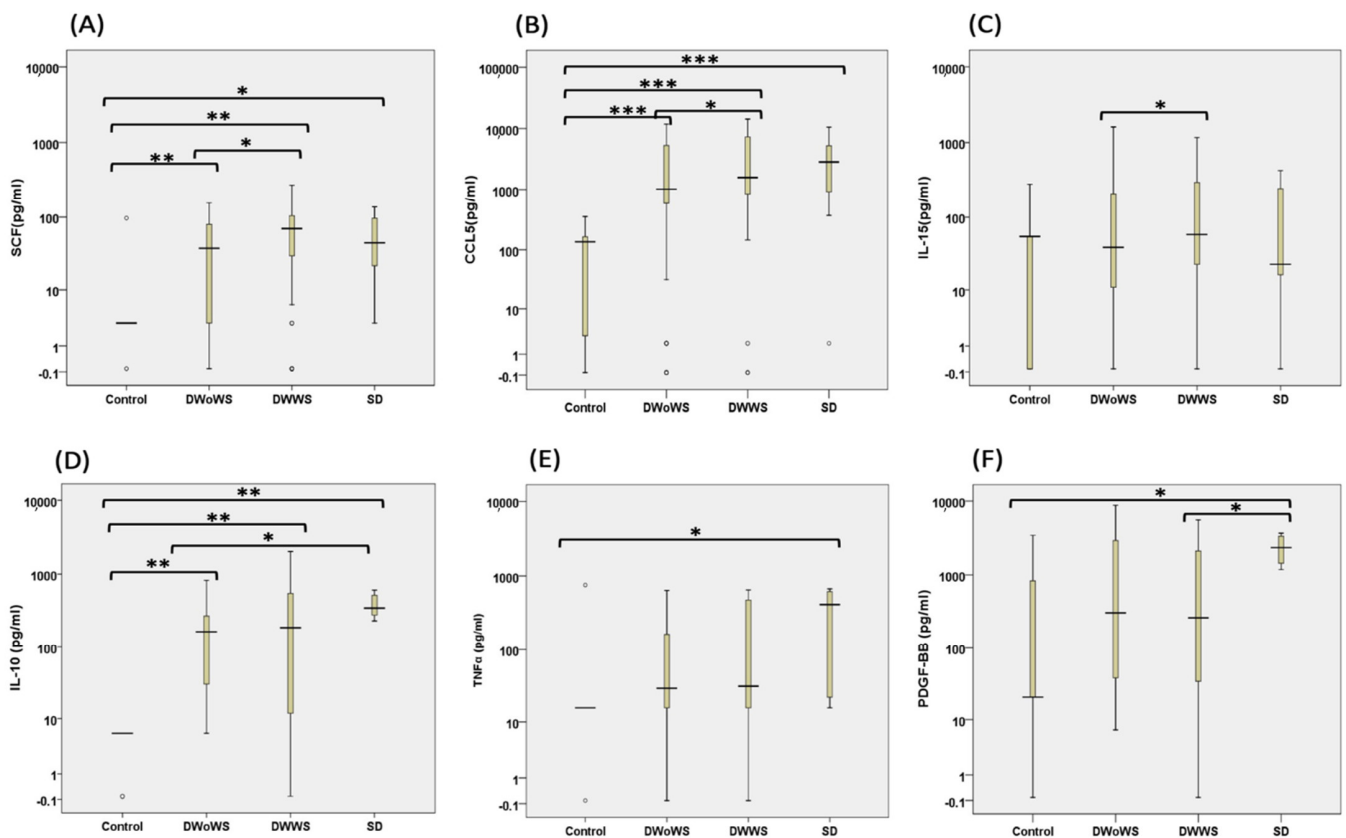 (A)
SCF(pg/ml)
10000
1000
100
10
1
-0.1
*
**
*
**
Control DWoWS DWWS SD
(B)
CCL5(pg/ml)
100000
10000
1000
100
10
1
-0.1
***
***
*** *
Control DWoWS DWWS SD
(C)
IL-15(pg/ml)
10000
1000
100
10
1
-0.1
*
Control DWoWS DWWS SD
(D)
IL-10 (pg/ml)
10000
1000
100
10
1
-0.1
**
**
*
**
Control DWoWS DWWS SD
(E)
TNFα (pg/ml)
10000
1000
100
10
1
-0.1
*
Control DWoWS DWWS SD
(F)
PDGF-BB (pg/ml)
10000
1000
100
10
1
-0.1
*
*
Control DWoWS DWWS SD